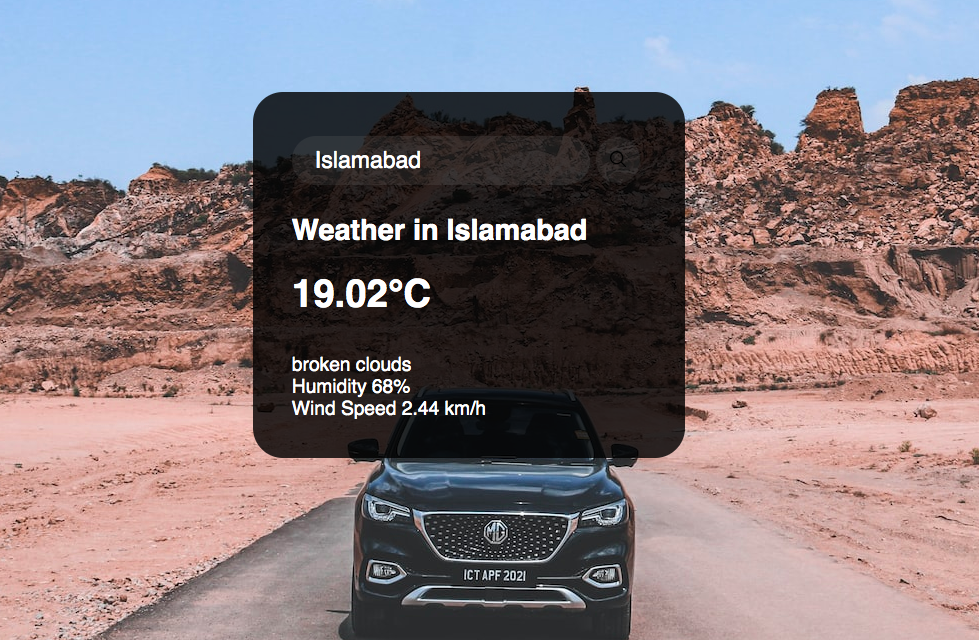 Islamabad
Weather in Islamabad
19.02°C
broken clouds
Humidity 68%
Wind Speed 2.44 km/h
MG
ICT APF 2021